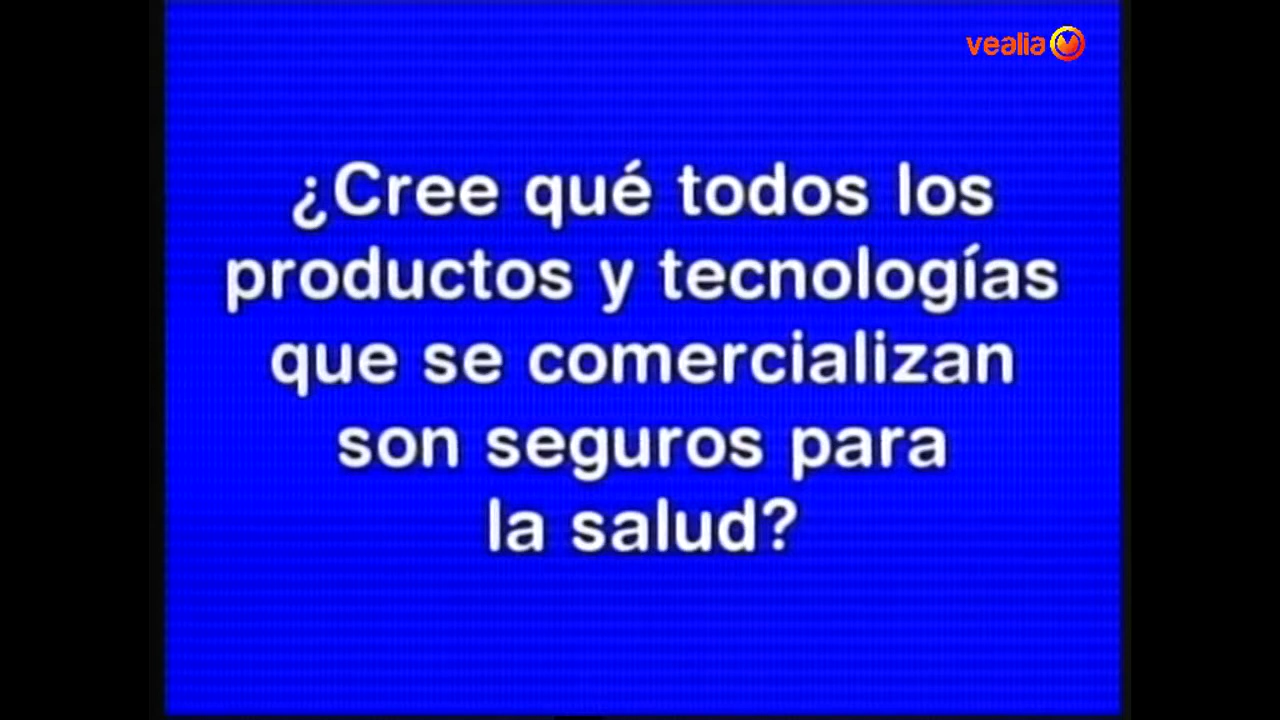 vealia
¿Cree qué todos los
productos y tecnologías
que se comercializan
son seguros para
la salud?